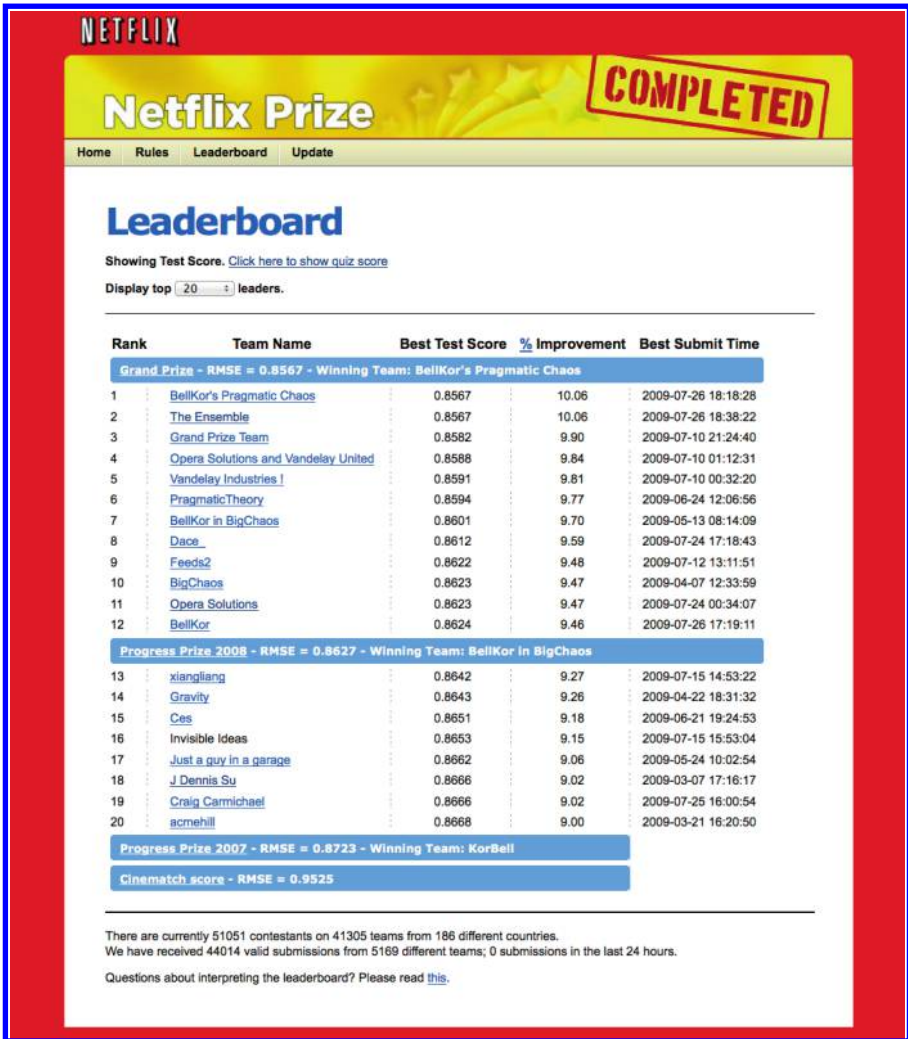 NETFLIX
Netflix Prize
COMPLETED
Home Rules Leaderboard Update
Leaderboard
Showing Test Score. Click here to show quiz score
Display top 20 leaders.
Rank Team Name Best Test Score % Improvement Best Submit Time
Grand Prize - RMSE = 0.8567 - Winning Team: BellKor's Pragmatic Chaos
1 BellKor's Pragmatic Chaos 0.8567 10.06 2009-07-26 18:18:28
2 The Ensemble 0.8567 10.06 2009-07-26 18:38:22
3 Grand Prize Team 0.8582 9.90 2009-07-10 21:24:40
4 Opera Solutions and Vandelay United 0.8588 9.84 2009-07-10 01:12:31
5 Vandelay Industries ! 0.8591 9.81 2009-07-10 00:32:20
6 PragmaticTheory 0.8594 9.77 2009-06-24 12:06:56
7 BellKor in BigChaos 0.8601 9.70 2009-05-13 08:14:09
8 Dace_ 0.8612 9.59 2009-07-24 17:18:43
9 Feeds2 0.8622 9.48 2009-07-12 13:11:51
10 BigChaos 0.8623 9.47 2009-04-07 12:33:59
11 Opera Solutions 0.8623 9.47 2009-07-24 00:34:07
12 BellKor 0.8624 9.46 2009-07-26 17:19:11
Progress Prize 2008 - RMSE = 0.8627 - Winning Team: BellKor in BigChaos
13 xiangliang 0.8642 9.27 2009-07-15 14:53:22
14 Gravity 0.8643 9.26 2009-04-22 18:31:32
15 Ces 0.8651 9.18 2009-06-21 19:24:53
16 Invisible Ideas 0.8653 9.15 2009-07-15 15:53:04
17 Just a guy in a garage 0.8662 9.06 2009-05-24 10:02:54
18 J Dennis Su 0.8666 9.02 2009-03-07 17:16:17
19 Craig Carmichael 0.8666 9.02 2009-07-25 16:00:54
20 acmehill 0.8668 9.00 2009-03-21 16:20:50
Progress Prize 2007 - RMSE = 0.8723 - Winning Team: KorBell
Cinematch score - RMSE = 0.9525
There are currently 51051 contestants on 41305 teams from 186 different countries.
We have received 44014 valid submissions from 5169 different teams; 0 submissions in the last 24 hours.
Questions about interpreting the leaderboard? Please read this.